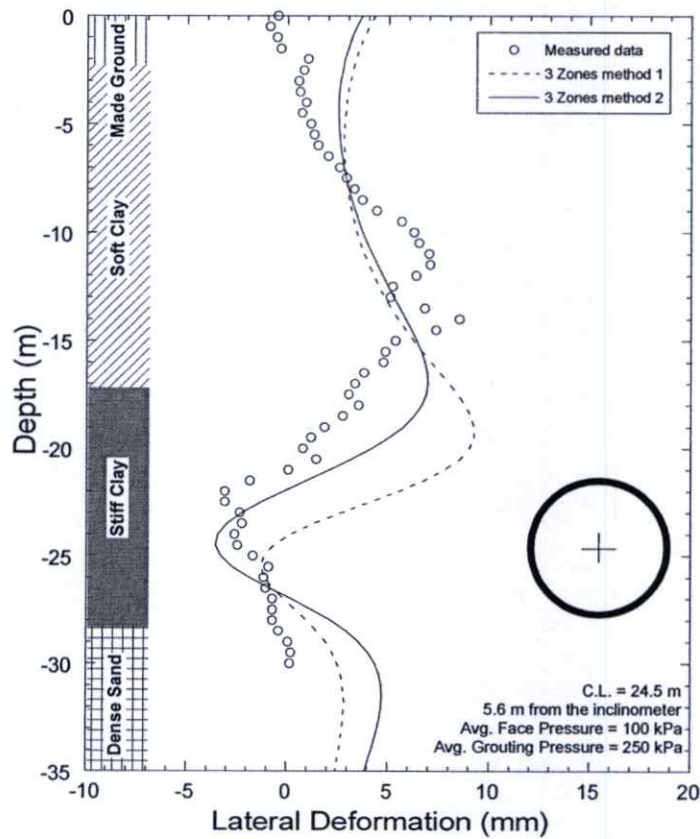 0
-5
-10
-15
-20
-25
-30
-35
Depth (m)
Made Ground
Soft Clay
Stiff Clay
Dense Sand
Measured data
3 Zones method 1
3 Zones method 2
C.L. = 24.5 m
5.6 m from the inclinometer
Avg. Face Pressure = 100 kPa
Avg. Grouting Pressure = 250 kPa
-10 -5 0 5 10 15 20
Lateral Deformation (mm)